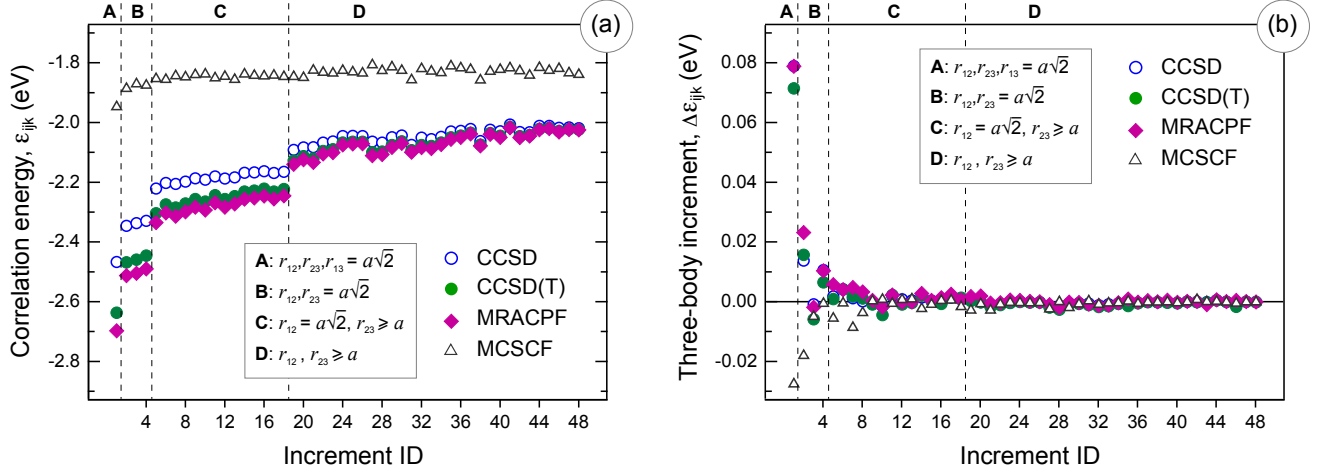 A B C D
(a)
Correlation energy, ε_ijk (eV)
-1.8
-2.0
-2.2
-2.4
-2.6
-2.8
A: r₁₂,r₂₃,r₁₃ = a√2
B: r₁₂,r₂₃ = a√2
C: r₁₂ = a√2, r₂₃ ⩾ a
D: r₁₂ , r₂₃ ⩾ a
CCSD
CCSD(T)
MRACPF
MCSCF
4 8 12 16 20 24 28 32 36 40 44 48
Increment ID
A B C D
(b)
Three-body increment, Δε_ijk (eV)
0.08
0.06
0.04
0.02
0.00
-0.02
A: r₁₂,r₂₃,r₁₃ = a√2
B: r₁₂,r₂₃ = a√2
C: r₁₂ = a√2, r₂₃ ⩾ a
D: r₁₂ , r₂₃ ⩾ a
CCSD
CCSD(T)
MRACPF
MCSCF
4 8 12 16 20 24 28 32 36 40 44 48
Increment ID